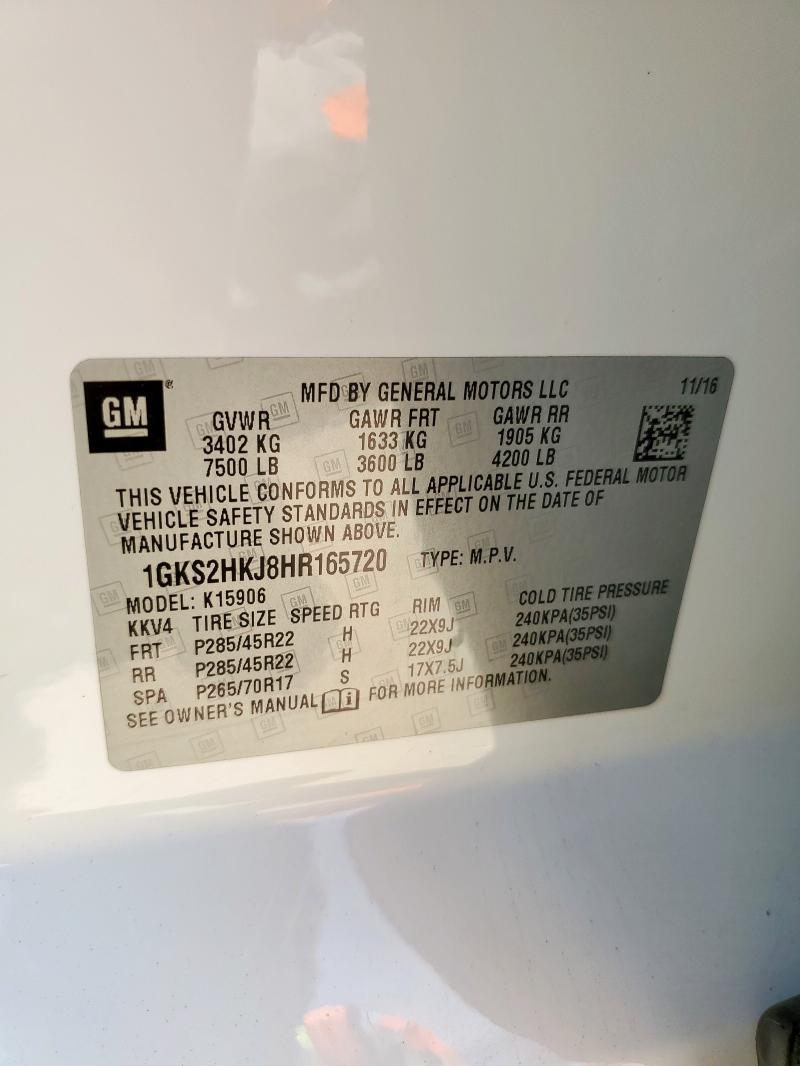 GM ® MFD BY GENERAL MOTORS LLC 11/16
GVWR GAWR FRT GAWR RR
3402 KG 1633 KG 1905 KG
7500 LB 3600 LB 4200 LB
THIS VEHICLE CONFORMS TO ALL APPLICABLE U.S. FEDERAL MOTOR
VEHICLE SAFETY STANDARDS IN EFFECT ON THE DATE OF
MANUFACTURE SHOWN ABOVE.
1GKS2HKJ8HR165720 TYPE: M.P.V.
MODEL: K15906
KKV4 TIRE SIZE SPEED RTG RIM COLD TIRE PRESSURE
FRT P285/45R22 H 22X9J 240KPA(35PSI)
RR P285/45R22 H 22X9J 240KPA(35PSI)
SPA P265/70R17 S 17X7.5J 240KPA(35PSI)
SEE OWNER'S MANUAL i FOR MORE INFORMATION.